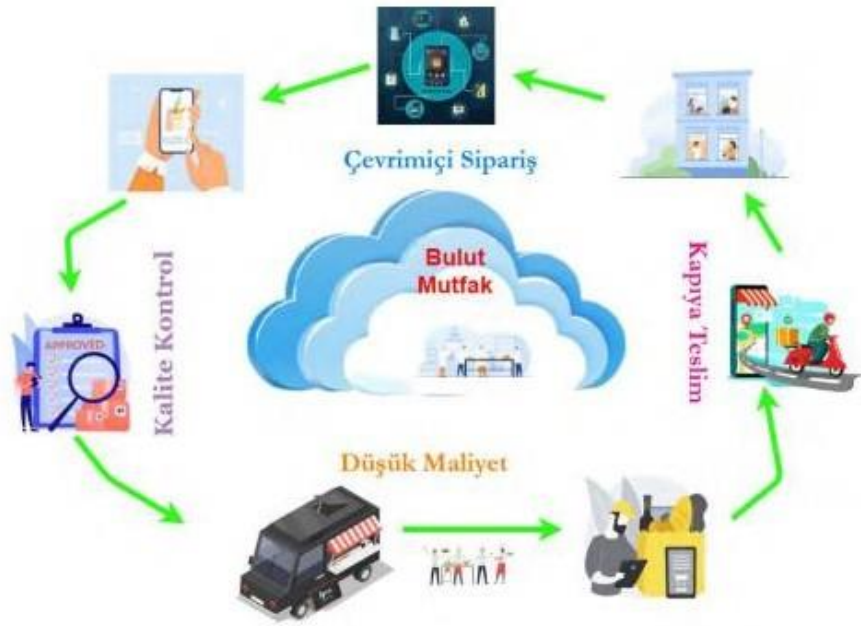 Çevrimiçi Sipariş
Bulut
Mutfak
Kalite Kontrol
Kapıya Teslim
APPROVED
Düşük Maliyet